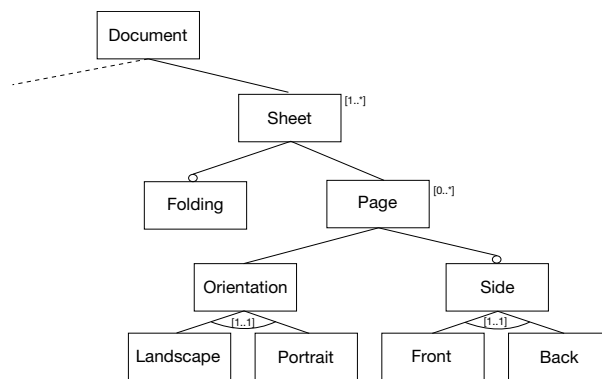 Document
[1..*]
Sheet
Folding
Page
[0..*]
Orientation
Side
[1..1]
[1..1]
Landscape
Portrait
Front
Back